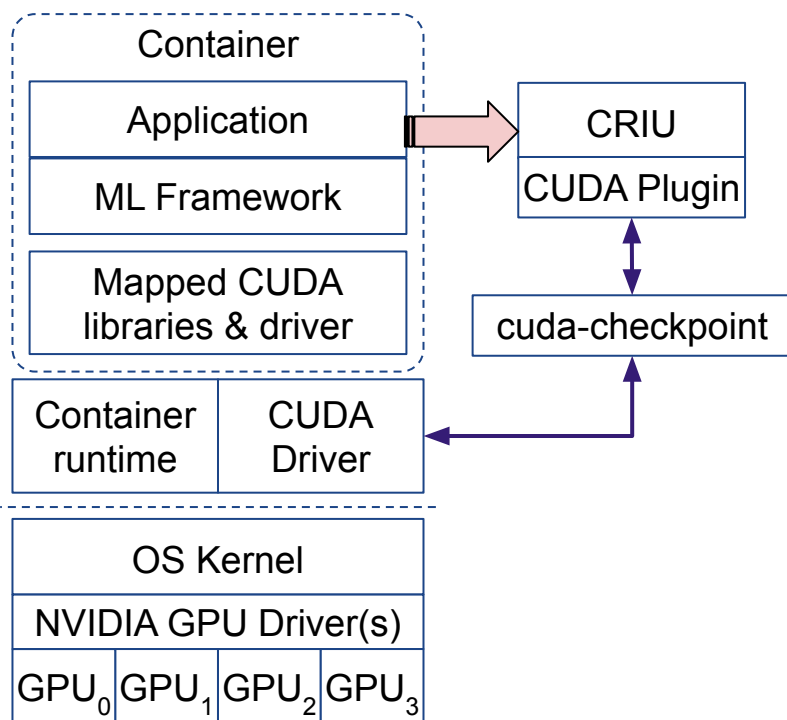 Container
Application
ML Framework
Mapped CUDA
libraries & driver
CRIU
CUDA Plugin
cuda-checkpoint
Container
runtime
CUDA
Driver
OS Kernel
NVIDIA GPU Driver(s)
GPU₀ GPU₁ GPU₂ GPU₃